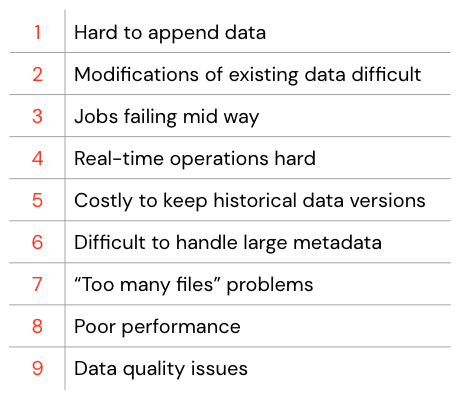 1 Hard to append data
2 Modifications of existing data difficult
3 Jobs failing mid way
4 Real-time operations hard
5 Costly to keep historical data versions
6 Difficult to handle large metadata
7 “Too many files” problems
8 Poor performance
9 Data quality issues